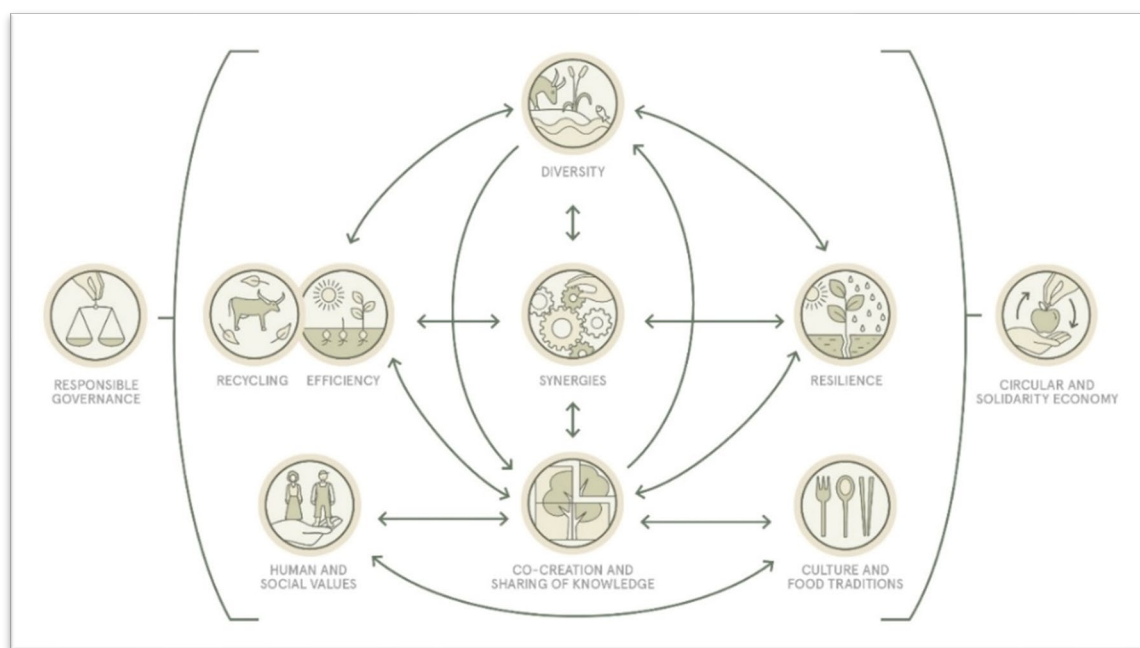 DIVERSITY
RESPONSIBLE
GOVERNANCE
RECYCLING
EFFICIENCY
SYNERGIES
RESILIENCE
CIRCULAR AND
SOLIDARITY ECONOMY
HUMAN AND
SOCIAL VALUES
CO-CREATION AND
SHARING OF KNOWLEDGE
CULTURE AND
FOOD TRADITIONS